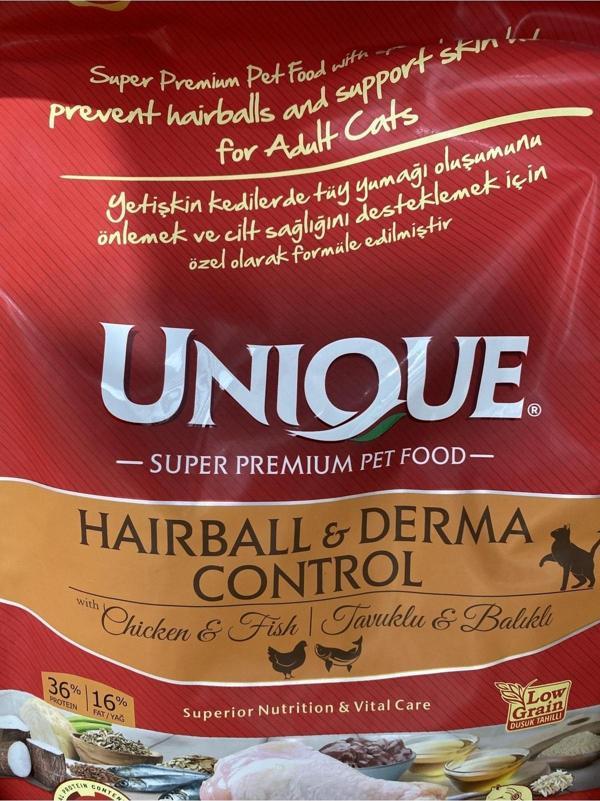 Super Premium Pet Food with
prevent hairballs and support skin
for Adult Cats
Yetişkin kedilerde tüy yumağı oluşumunu
önlemek ve cilt sağlığını desteklemek için
özel olarak formüle edilmiştir
UNIQUE®
SUPER PREMIUM PET FOOD
HAIRBALL & DERMA
CONTROL
with Chicken & Fish | Tavuklu & Balıklı
36% PROTEIN 16% FAT/YAĞ
Superior Nutrition & Vital Care
Low
Grain
DUSUK TAHILLI
PROTEIN